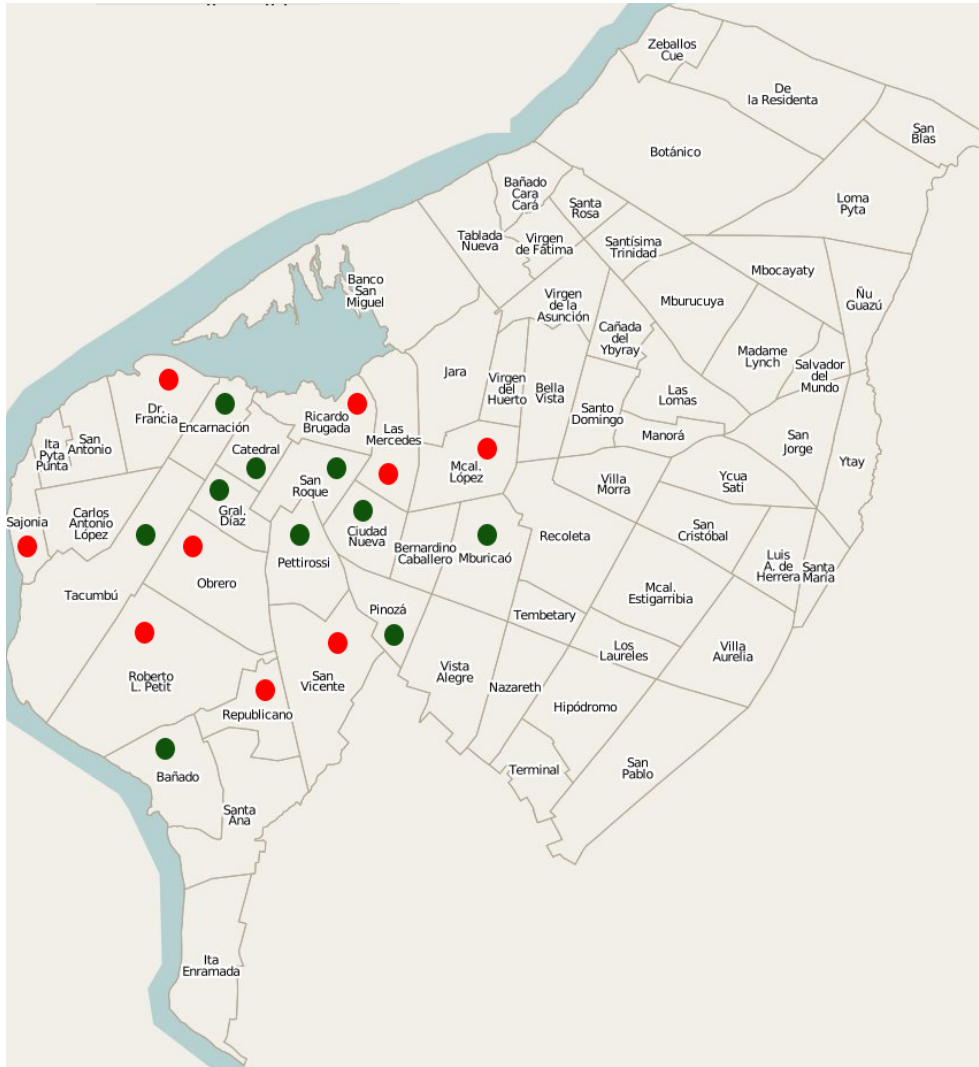 Zeballos
Cue
De
la Residenta
San
Blas
Botánico
Bañado
Cara
Cará
Santa
Rosa
Loma
Pyta
Tablada
Nueva
Virgen
de Fátima
Santísima
Trinidad
Mbocayaty
Banco
San
Miguel
Virgen
de la
Asunción
Mburucuya
Ñu
Guazú
Cañada
del
Ybyray
Madame
Lynch
Salvador
del
Mundo
Jara
Virgen
del
Huerto
Bella
Vista
Las
Lomas
Dr.
Francia
Encarnación
Ricardo
Brugada
Las
Mercedes
Santo
Domingo
Manorá
Ita
Pyta
Punta
San
Antonio
Catedral
San
Roque
Mcal.
López
San
Jorge
Ytay
Villa
Morra
Ycua
Sati
Sajonia
Carlos
Antonio
López
Gral.
Díaz
Ciudad
Nueva
Pettirossi
Bernardino
Caballero
Mburicaó
Recoleta
San
Cristóbal
Luis
A. de
Herrera
Santa
María
Tacumbú
Obrero
Pinozá
Tembetary
Mcal.
Estigarribia
Roberto
L. Petit
San
Vicente
Vista
Alegre
Los
Laureles
Villa
Aurelia
Nazareth
Republicano
Hipódromo
Bañado
Terminal
San
Pablo
Santa
Ana
Ita
Enramada